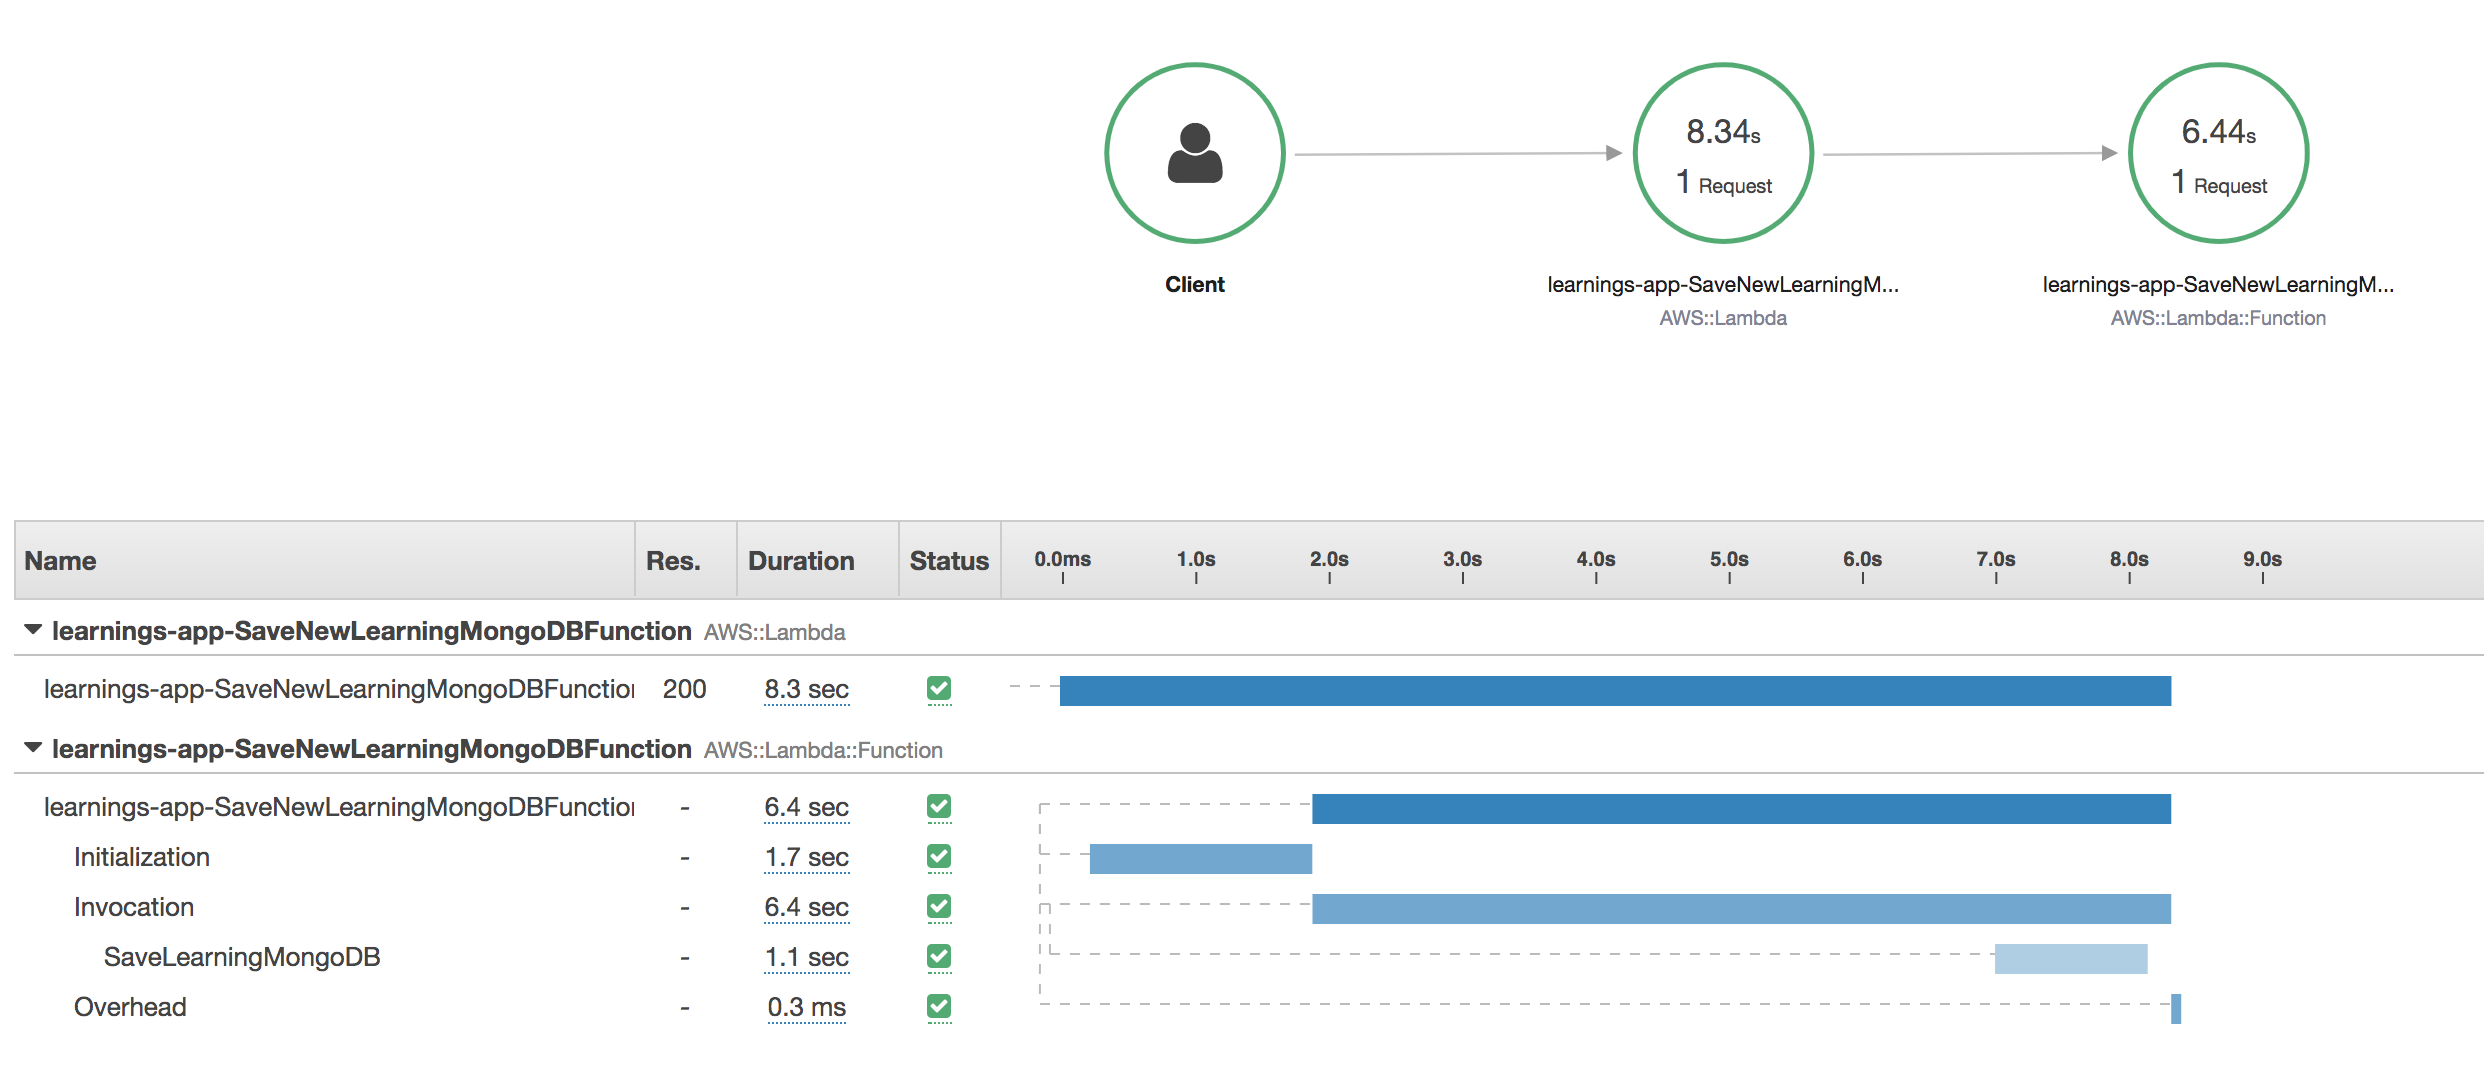 8.34s
1 Request
6.44s
1 Request
Client
learnings-app-SaveNewLearningM...
AWS::Lambda
learnings-app-SaveNewLearningM...
AWS::Lambda::Function
Name Res. Duration Status 0.0ms 1.0s 2.0s 3.0s 4.0s 5.0s 6.0s 7.0s 8.0s 9.0s
learnings-app-SaveNewLearningMongoDBFunction AWS::Lambda
learnings-app-SaveNewLearningMongoDBFunction 200 8.3 sec
learnings-app-SaveNewLearningMongoDBFunction AWS::Lambda::Function
learnings-app-SaveNewLearningMongoDBFunction - 6.4 sec
Initialization - 1.7 sec
Invocation - 6.4 sec
SaveLearningMongoDB - 1.1 sec
Overhead - 0.3 ms